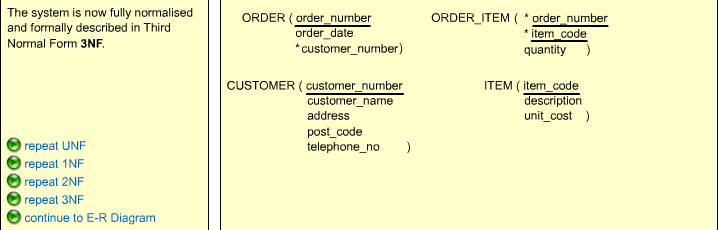 The system is now fully normalised
and formally described in Third
Normal Form 3NF.
repeat UNF
repeat 1NF
repeat 2NF
repeat 3NF
continue to E-R Diagram
ORDER ( order_number
order_date
* customer_number)
ORDER_ITEM ( * order_number
* item_code
quantity )
CUSTOMER ( customer_number
customer_name
address
post_code
telephone_no )
ITEM ( item_code
description
unit_cost )